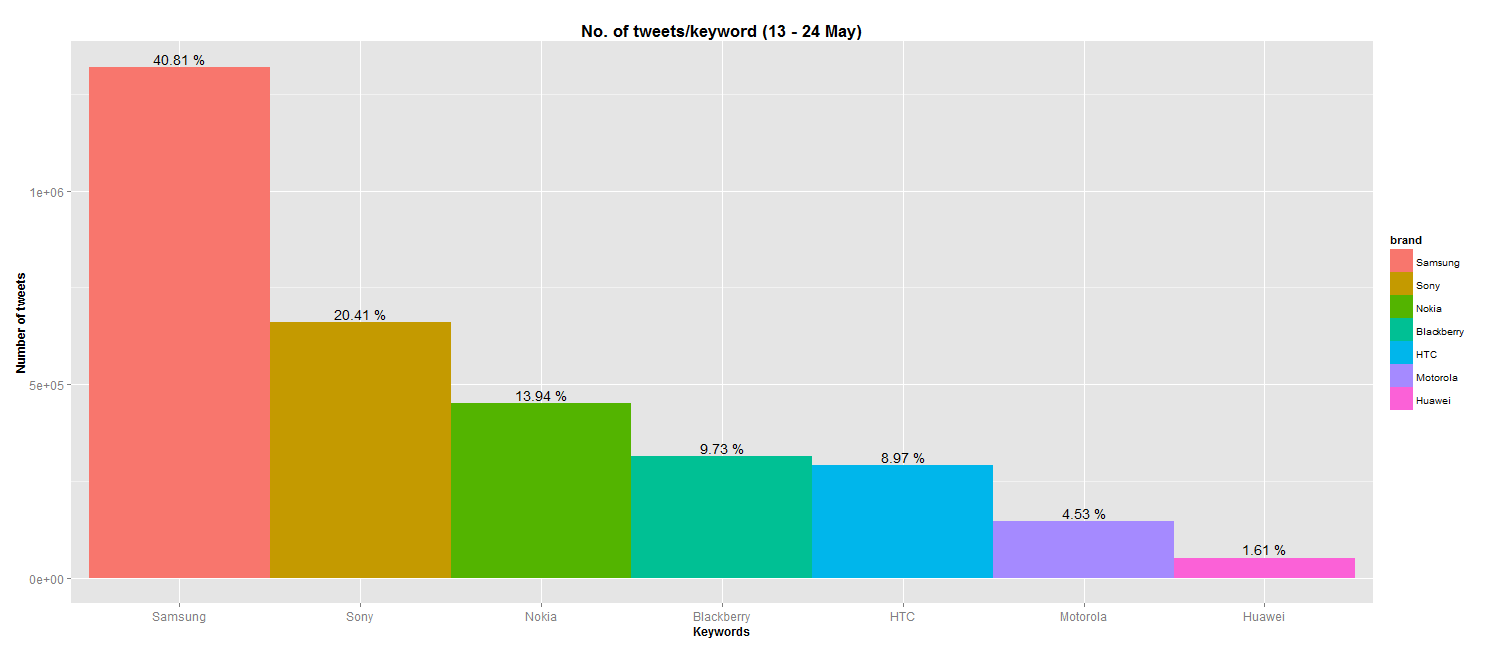 No. of tweets/keyword (13 - 24 May)
40.81 %
20.41 %
13.94 %
9.73 %
8.97 %
4.53 %
1.61 %
Number of tweets
1e+06
5e+05
0e+00
Samsung
Sony
Nokia
Blackberry
HTC
Motorola
Huawei
Keywords
brand
Samsung
Sony
Nokia
Blackberry
HTC
Motorola
Huawei